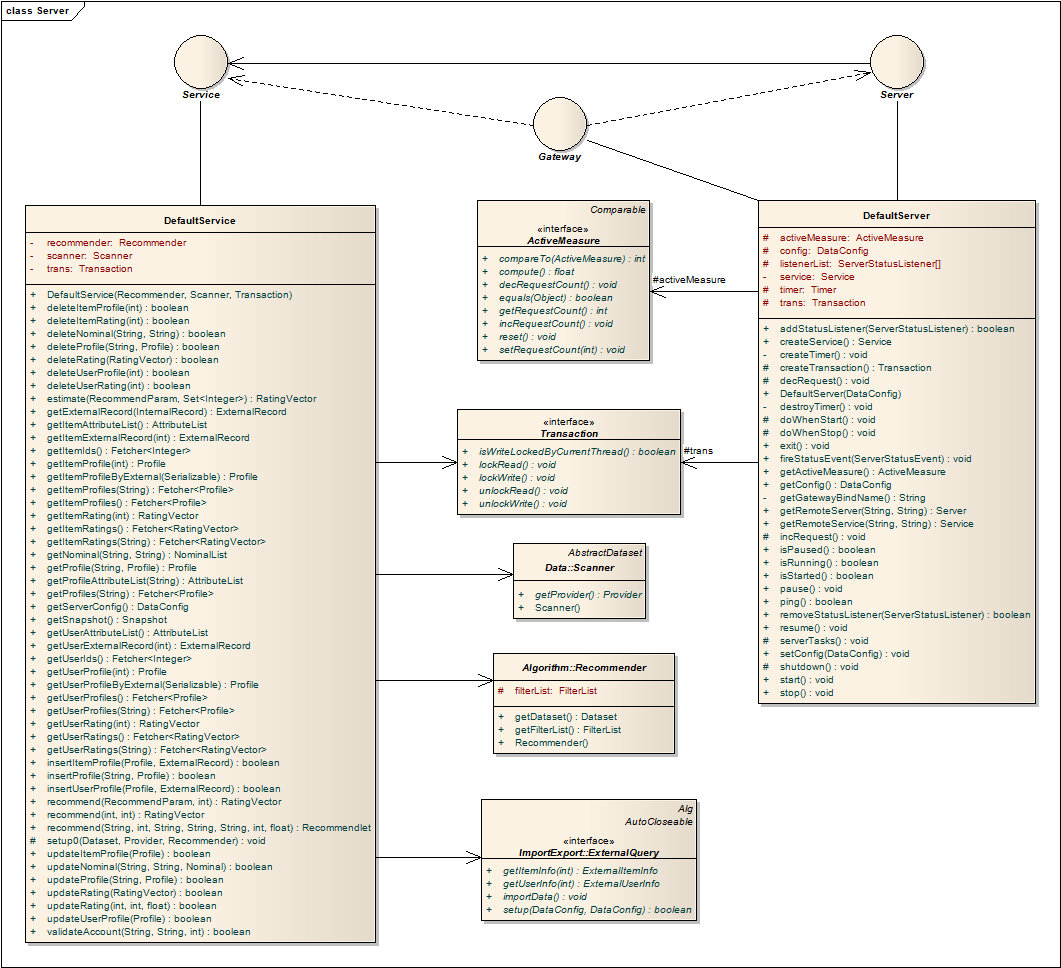 class Server
Service
Server
Gateway
DefaultService
- recommender: Recommender
- scanner: Scanner
- trans: Transaction
+ DefaultService(Recommender, Scanner, Transaction)
+ deleteItemProfile(int) : boolean
+ deleteItemRating(int) : boolean
+ deleteNominal(String, String) : boolean
+ deleteProfile(String, Profile) : boolean
+ deleteRating(RatingVector) : boolean
+ deleteUserProfile(int) : boolean
+ deleteUserRating(int) : boolean
+ estimate(RecommendParam, Set<Integer>) : RatingVector
+ getExternalRecord(InternalRecord) : ExternalRecord
+ getItemAttributeList() : AttributeList
+ getItemExternalRecord(int) : ExternalRecord
+ getItemIds() : Fetcher<Integer>
+ getItemProfile(int) : Profile
+ getItemProfileByExternal(Serializable) : Profile
+ getItemProfiles(String) : Fetcher<Profile>
+ getItemProfiles() : Fetcher<Profile>
+ getItemRating(int) : RatingVector
+ getItemRatings() : Fetcher<RatingVector>
+ getItemRatings(String) : Fetcher<RatingVector>
+ getNominal(String, String) : NominalList
+ getProfile(String, Profile) : Profile
+ getProfileAttributeList(String) : AttributeList
+ getProfiles(String) : Fetcher<Profile>
+ getServerConfig() : DataConfig
+ getSnapshot() : Snapshot
+ getUserAttributeList() : AttributeList
+ getUserExternalRecord(int) : ExternalRecord
+ getUserIds() : Fetcher<Integer>
+ getUserProfile(int) : Profile
+ getUserProfileByExternal(Serializable) : Profile
+ getUserProfiles() : Fetcher<Profile>
+ getUserProfiles(String) : Fetcher<Profile>
+ getUserRating(int) : RatingVector
+ getUserRatings() : Fetcher<RatingVector>
+ getUserRatings(String) : Fetcher<RatingVector>
+ insertItemProfile(Profile, ExternalRecord) : boolean
+ insertProfile(String, Profile) : boolean
+ insertUserProfile(Profile, ExternalRecord) : boolean
+ recommend(RecommendParam, int) : RatingVector
+ recommend(int, int) : RatingVector
+ recommend(String, int, String, String, String, int, float) : Recommendlet
# setup0(Dataset, Provider, Recommender) : void
+ updateItemProfile(Profile) : boolean
+ updateNominal(String, String, Nominal) : boolean
+ updateProfile(String, Profile) : boolean
+ updateRating(RatingVector) : boolean
+ updateRating(int, int, float) : boolean
+ updateUserProfile(Profile) : boolean
+ validateAccount(String, String, int) : boolean
Comparable
«interface»
ActiveMeasure
+ compareTo(ActiveMeasure) : int
+ compute() : float
+ decRequestCount() : void
+ equals(Object) : boolean
+ getRequestCount() : int
+ incRequestCount() : void
+ reset() : void
+ setRequestCount(int) : void
#activeMeasure
«interface»
Transaction
+ isWriteLockedByCurrentThread() : boolean
+ lockRead() : void
+ lockWrite() : void
+ unlockRead() : void
+ unlockWrite() : void
#trans
AbstractDataset
Data::Scanner
+ getProvider() : Provider
+ Scanner()
Algorithm::Recommender
# filterList: FilterList
+ getDataset() : Dataset
+ getFilterList() : FilterList
+ Recommender()
Alg
AutoCloseable
«interface»
ImportExport::ExternalQuery
+ getItemInfo(int) : ExternalItemInfo
+ getUserInfo(int) : ExternalUserInfo
+ importData() : void
+ setup(DataConfig, DataConfig) : boolean
DefaultServer
# activeMeasure: ActiveMeasure
# config: DataConfig
# listenerList: ServerStatusListener[]
- service: Service
# timer: Timer
# trans: Transaction
+ addStatusListener(ServerStatusListener) : boolean
+ createService() : Service
- createTimer() : void
# createTransaction() : Transaction
# decRequest() : void
+ DefaultServer(DataConfig)
- destroyTimer() : void
# doWhenStart() : void
# doWhenStop() : void
+ exit() : void
+ fireStatusEvent(ServerStatusEvent) : void
+ getActiveMeasure() : ActiveMeasure
+ getConfig() : DataConfig
- getGatewayBindName() : String
+ getRemoteServer(String, String) : Server
+ getRemoteService(String, String) : Service
# incRequest() : void
+ isPaused() : boolean
+ isRunning() : boolean
+ isStarted() : boolean
+ pause() : void
+ ping() : boolean
+ removeStatusListener(ServerStatusListener) : boolean
+ resume() : void
# serverTasks() : void
+ setConfig(DataConfig) : void
# shutdown() : void
+ start() : void
+ stop() : void